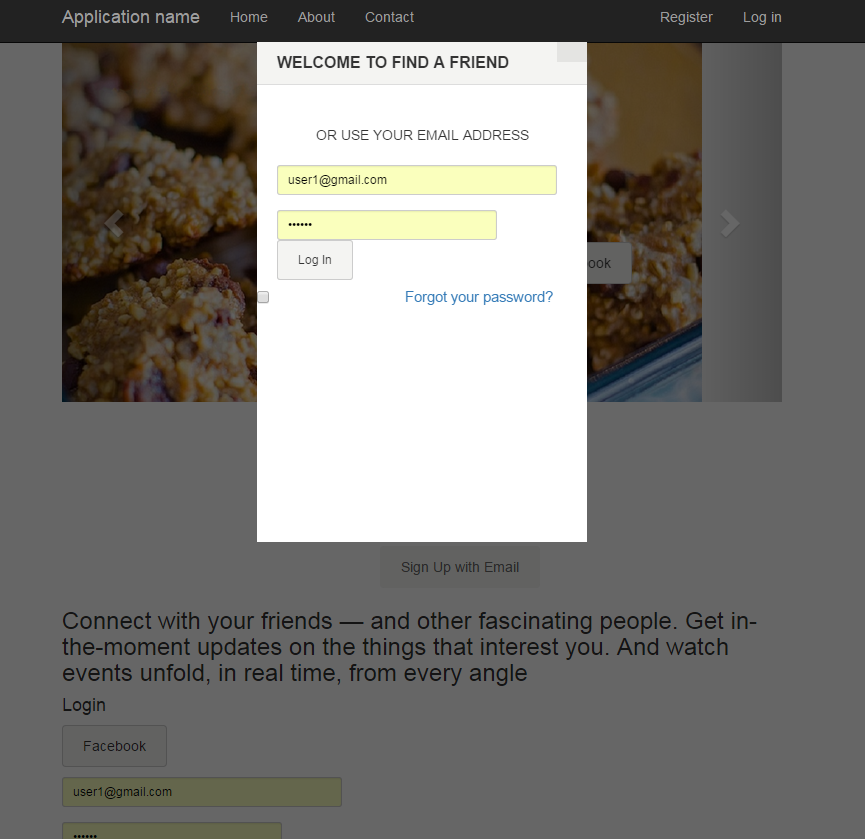 Application name Home About Contact Register Log in
WELCOME TO FIND A FRIEND
OR USE YOUR EMAIL ADDRESS
user1@gmail.com
••••••
Log In
Forgot your password?
ook
Sign Up with Email
Connect with your friends — and other fascinating people. Get in-
the-moment updates on the things that interest you. And watch
events unfold, in real time, from every angle
Login
Facebook
user1@gmail.com
••••••